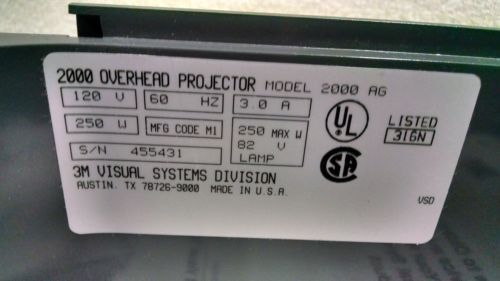 2000 OVERHEAD PROJECTOR MODEL 2000 AG
120 V 60 HZ 3.0 A
250 W MFG CODE M1 250 MAX W
82 V
LAMP
S/N 455431
UL
LISTED
316N
SA
3M VISUAL SYSTEMS DIVISION
AUSTIN, TX 78726-9000 MADE IN U.S.A.
VSD